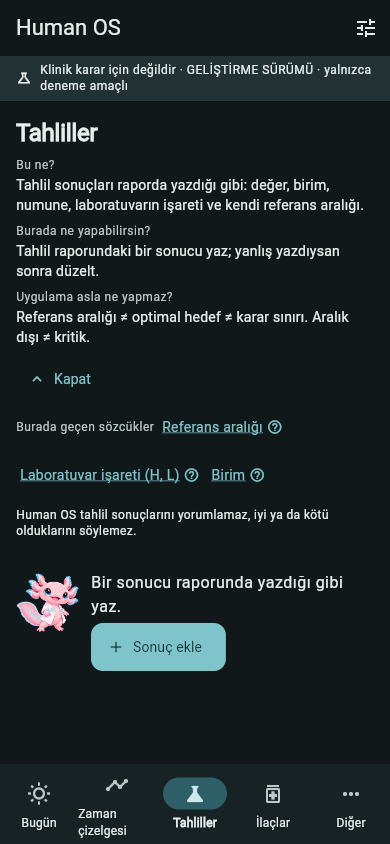 Human OS
Klinik karar için değildir · GELİŞTİRME SÜRÜMÜ · yalnızca
deneme amaçlı
Tahliller
Bu ne?
Tahlil sonuçları raporda yazdığı gibi: değer, birim,
numune, laboratuvarın işareti ve kendi referans aralığı.
Burada ne yapabilirsin?
Tahlil raporundaki bir sonucu yaz; yanlış yazdıysan
sonra düzelt.
Uygulama asla ne yapmaz?
Referans aralığı ≠ optimal hedef ≠ karar sınırı. Aralık
dışı ≠ kritik.
Kapat
Burada geçen sözcükler Referans aralığı
Laboratuvar işareti (H, L) Birim
Human OS tahlil sonuçlarını yorumlamaz, iyi ya da kötü
olduklarını söylemez.
Bir sonucu raporunda yazdığı gibi
yaz.
+ Sonuç ekle
Bugün
Zaman
çizelgesi
Tahliller
İlaçlar
Diğer